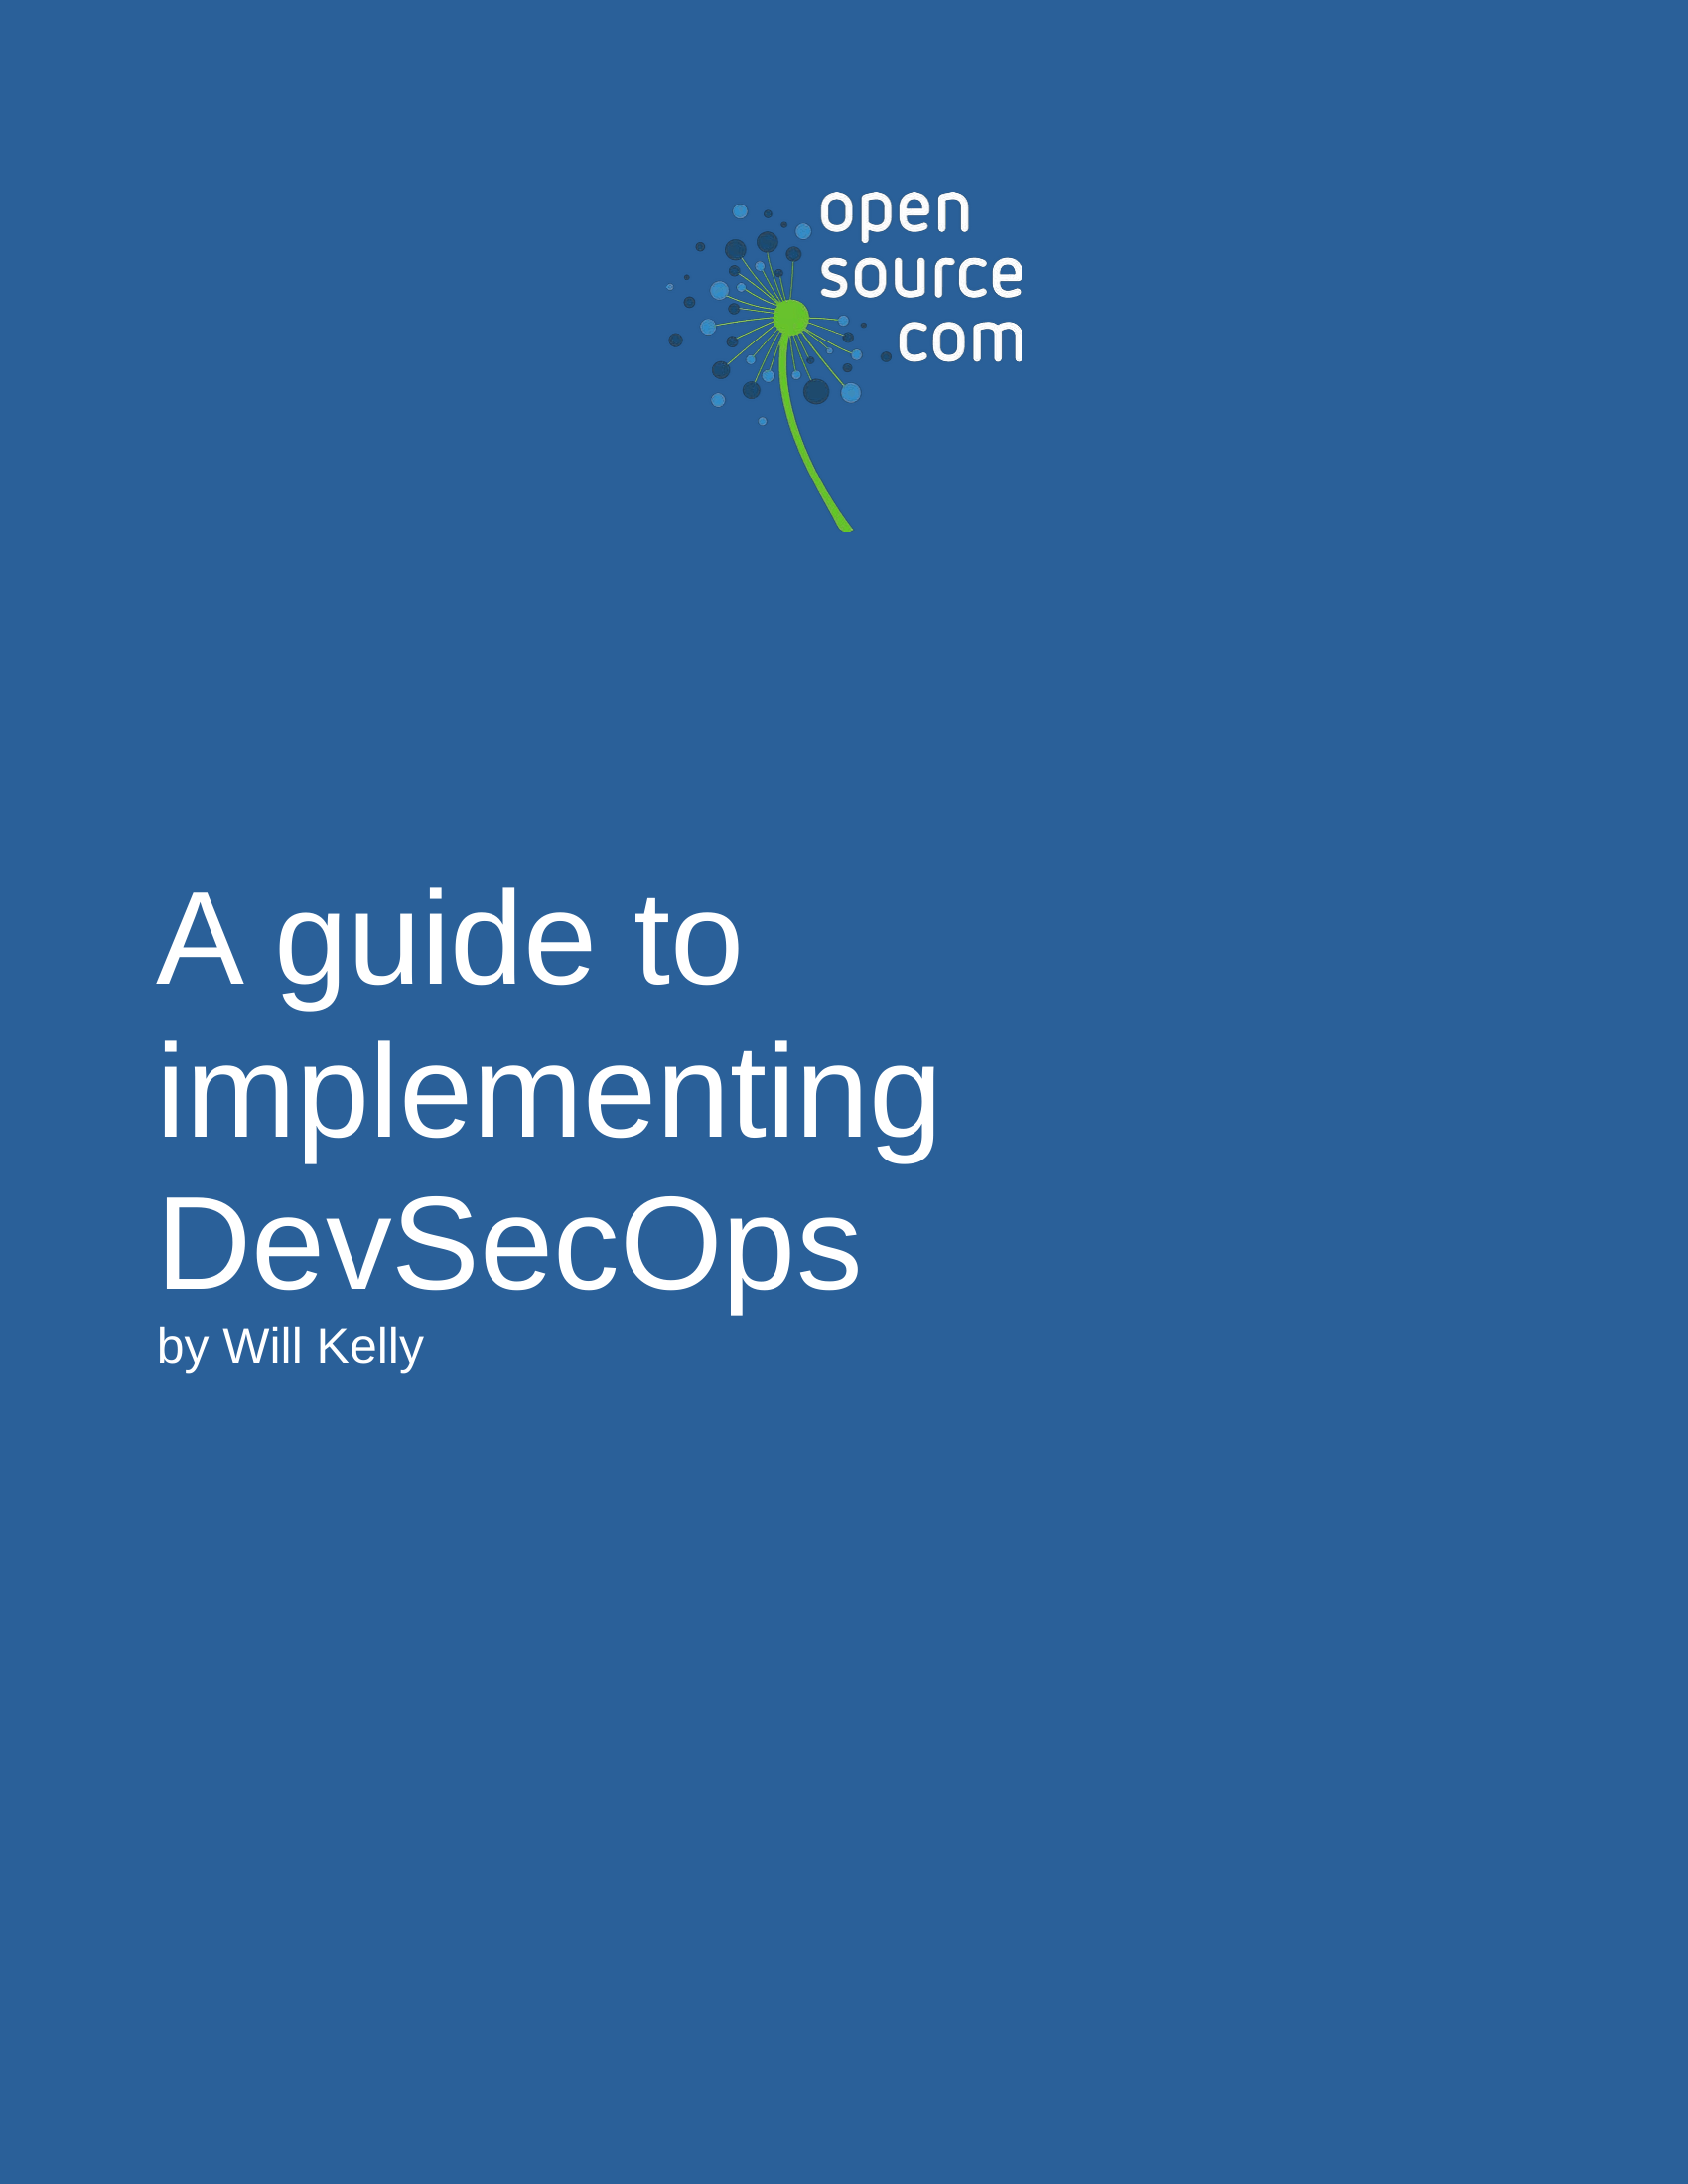 open
source
com
A guide to
implementing
DevSecOps
by Will Kelly